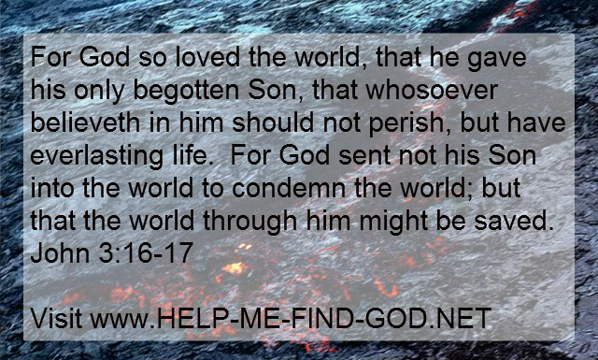 For God so loved the world, that he gave
his only begotten Son, that whosoever
believeth in him should not perish, but have
everlasting life.  For God sent not his Son
into the world to condemn the world; but
that the world through him might be saved.
John 3:16-17
Visit www.HELP-ME-FIND-GOD.NET